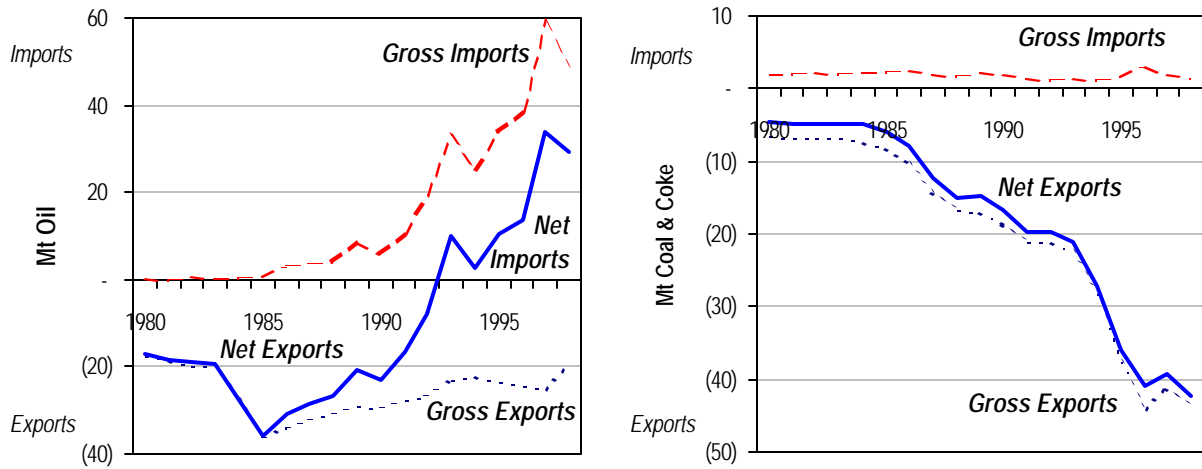 60
Imports
Gross Imports
40
20
Mt Oil
Net
Imports
-
1980
1985
1990
1995
Net Exports
(20)
Gross Exports
Exports
(40)
10
Gross Imports
Imports
-
1980
1985
1990
1995
(10)
Net Exports
Mt Coal & Coke
(20)
(30)
(40)
Gross Exports
Exports
(50)